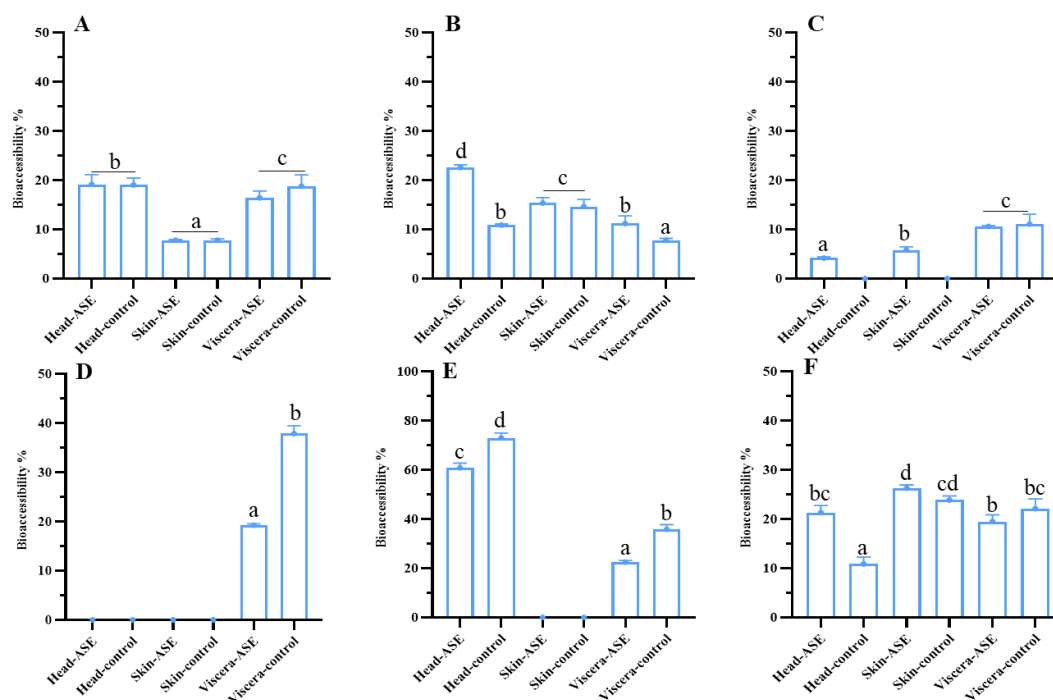 A
Bioaccessibility %
50
40
30
20
10
0
b
a
c
Head-ASE
Head-control
Skin-ASE
Skin-control
Viscera-ASE
Viscera-control
B
Bioaccessibility %
50
40
30
20
10
0
d
b
c
b
a
Head-ASE
Head-control
Skin-ASE
Skin-control
Viscera-ASE
Viscera-control
C
Bioaccessibility %
50
40
30
20
10
0
a
b
c
Head-ASE
Head-control
Skin-ASE
Skin-control
Viscera-ASE
Viscera-control
D
Bioaccessibility %
50
40
30
20
10
0
a
b
Head-ASE
Head-control
Skin-ASE
Skin-control
Viscera-ASE
Viscera-control
E
Bioaccessibility %
100
80
60
40
20
0
c
d
a
b
Head-ASE
Head-control
Skin-ASE
Skin-control
Viscera-ASE
Viscera-control
F
Bioaccessibility %
50
40
30
20
10
0
bc
a
d
cd
b
bc
Head-ASE
Head-control
Skin-ASE
Skin-control
Viscera-ASE
Viscera-control